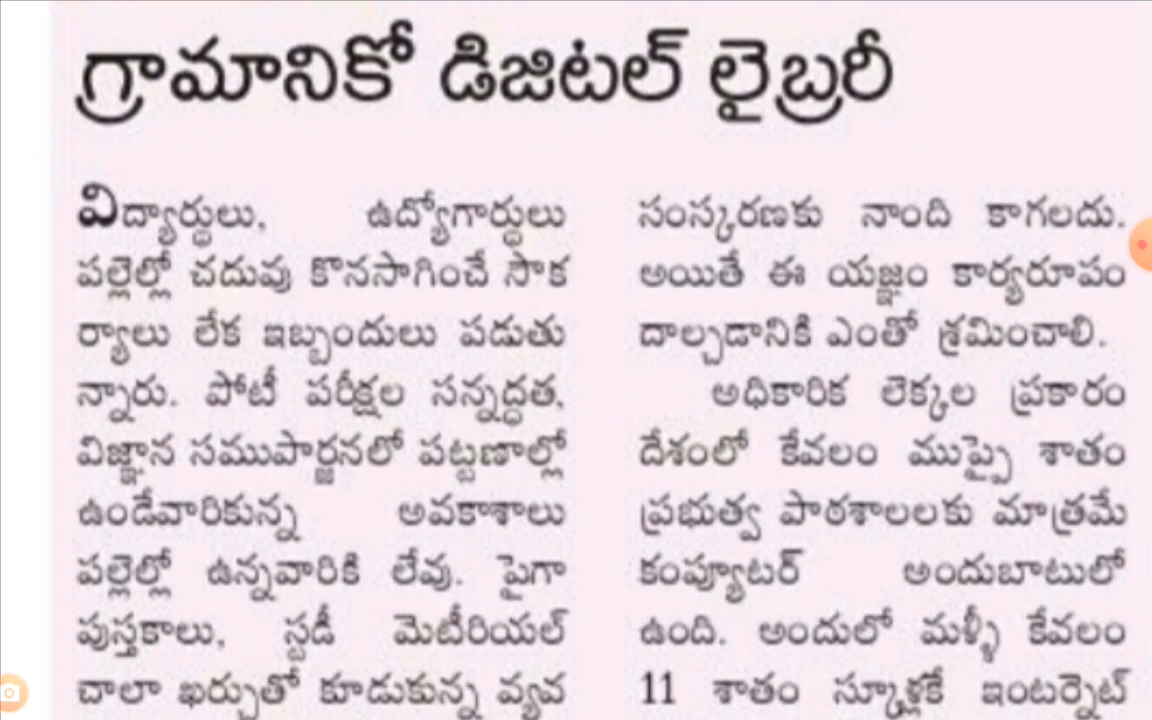 గ్రామానికో డిజిటల్ లైబ్రరీ
విద్యార్థులు, ఉద్యోగార్థులు
పల్లెల్లో చదువు కొనసాగించే సౌక
ర్యాలు లేక ఇబ్బందులు పడుతు
న్నారు. పోటీ పరీక్షల సన్నద్ధత,
విజ్ఞాన సముపార్జనలో పట్టణాల్లో
ఉండేవారికున్న అవకాశాలు
పల్లెల్లో ఉన్నవారికి లేవు. పైగా
పుస్తకాలు, స్టడీ మెటీరియల్
చాలా ఖర్చుతో కూడుకున్న వ్యవ
సంస్కరణకు నాంది కాగలదు.
అయితే ఈ యజ్ఞం కార్యరూపం
దాల్చడానికి ఎంతో శ్రమించాలి.
అధికారిక లెక్కల ప్రకారం
దేశంలో కేవలం ముప్ఫై శాతం
ప్రభుత్వ పాఠశాలలకు మాత్రమే
కంప్యూటర్ అందుబాటులో
ఉంది. అందులో మళ్ళీ కేవలం
11 శాతం స్కూళ్లకే ఇంటర్నెట్